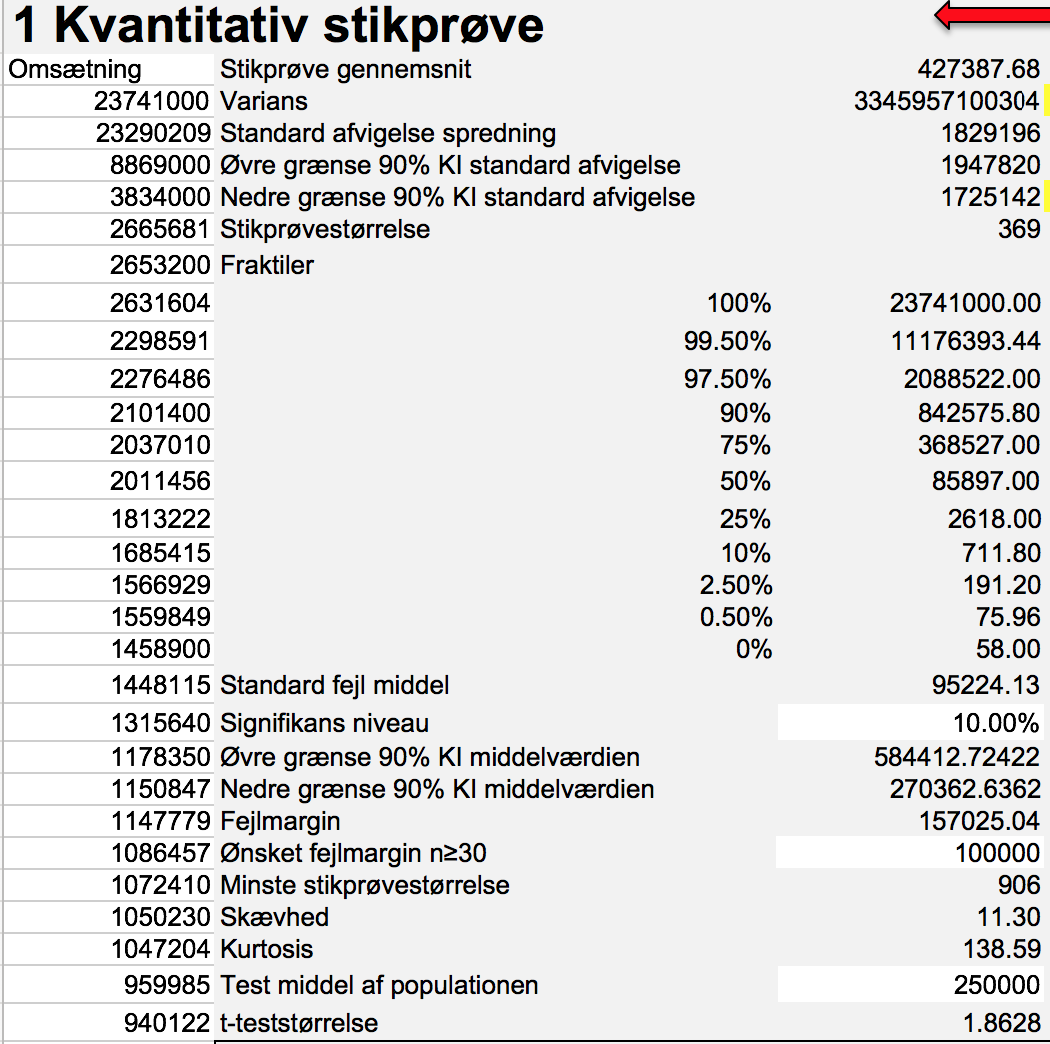 1 Kvantitativ stikprøve
Omsætning Stikprøve gennemsnit 427387.68
23741000 Varians 3345957100304
23290209 Standard afvigelse spredning 1829196
8869000 Øvre grænse 90% KI standard afvigelse 1947820
3834000 Nedre grænse 90% KI standard afvigelse 1725142
2665681 Stikprøvestørrelse 369
2653200 Fraktiler
2631604 100% 23741000.00
2298591 99.50% 11176393.44
2276486 97.50% 2088522.00
2101400 90% 842575.80
2037010 75% 368527.00
2011456 50% 85897.00
1813222 25% 2618.00
1685415 10% 711.80
1566929 2.50% 191.20
1559849 0.50% 75.96
1458900 0% 58.00
1448115 Standard fejl middel 95224.13
1315640 Signifikans niveau 10.00%
1178350 Øvre grænse 90% KI middelværdien 584412.72422
1150847 Nedre grænse 90% KI middelværdien 270362.6362
1147779 Fejlmargin 157025.04
1086457 Ønsket fejlmargin n≥30 100000
1072410 Minste stikprøvestørrelse 906
1050230 Skævhed 11.30
1047204 Kurtosis 138.59
959985 Test middel af populationen 250000
940122 t-teststørrelse 1.8628